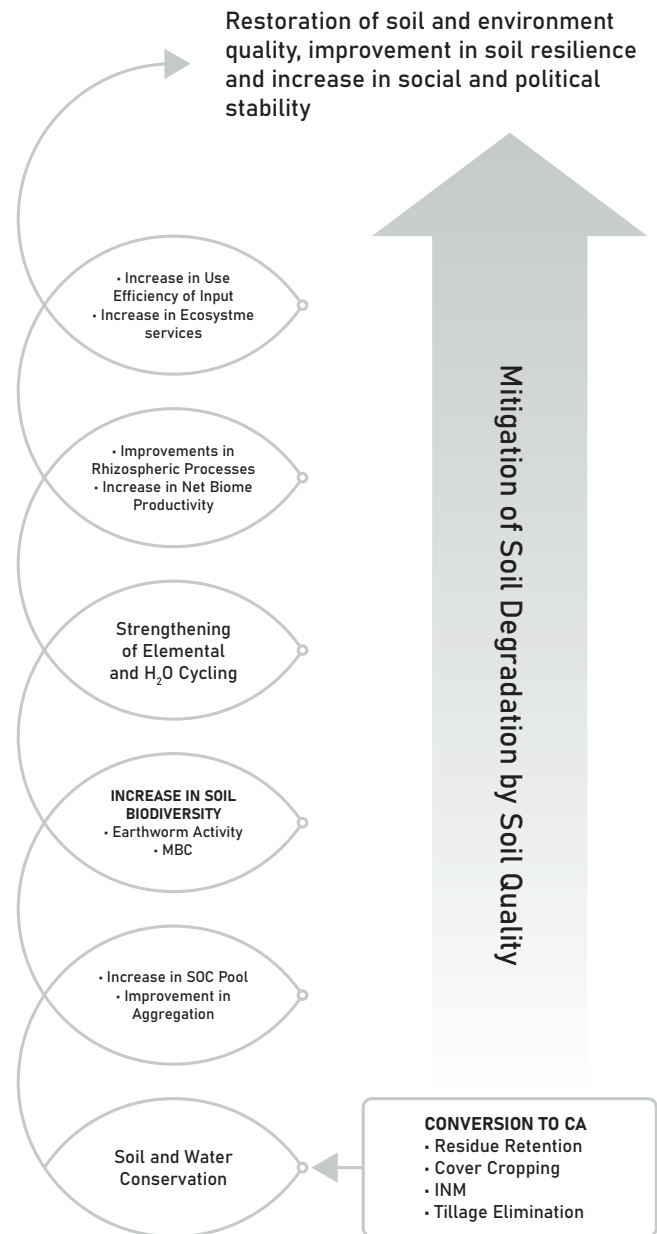 Restoration of soil and environment
quality, improvement in soil resilience
and increase in social and political
stability
• Increase in Use
Efficiency of Input
• Increase in Ecosystme
services
• Improvements in
Rhizospheric Processes
• Increase in Net Biome
Productivity
Strengthening
of Elemental
and H₂O Cycling
INCREASE IN SOIL
BIODIVERSITY
• Earthworm Activity
• MBC
• Increase in SOC Pool
• Improvement in
Aggregation
Soil and Water
Conservation
Mitigation of Soil Degradation by Soil Quality
CONVERSION TO CA
• Residue Retention
• Cover Cropping
• INM
• Tillage Elimination